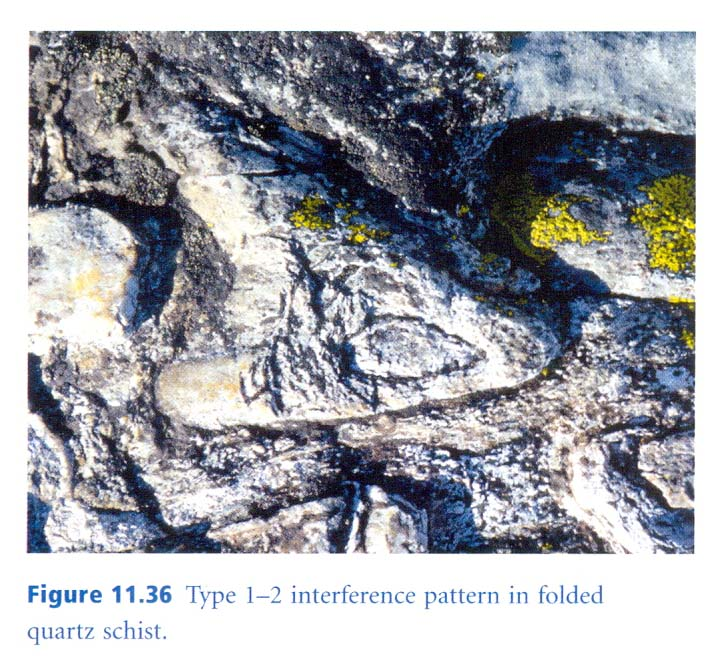 Figure 11.36 Type 1–2 interference pattern in folded
quartz schist.